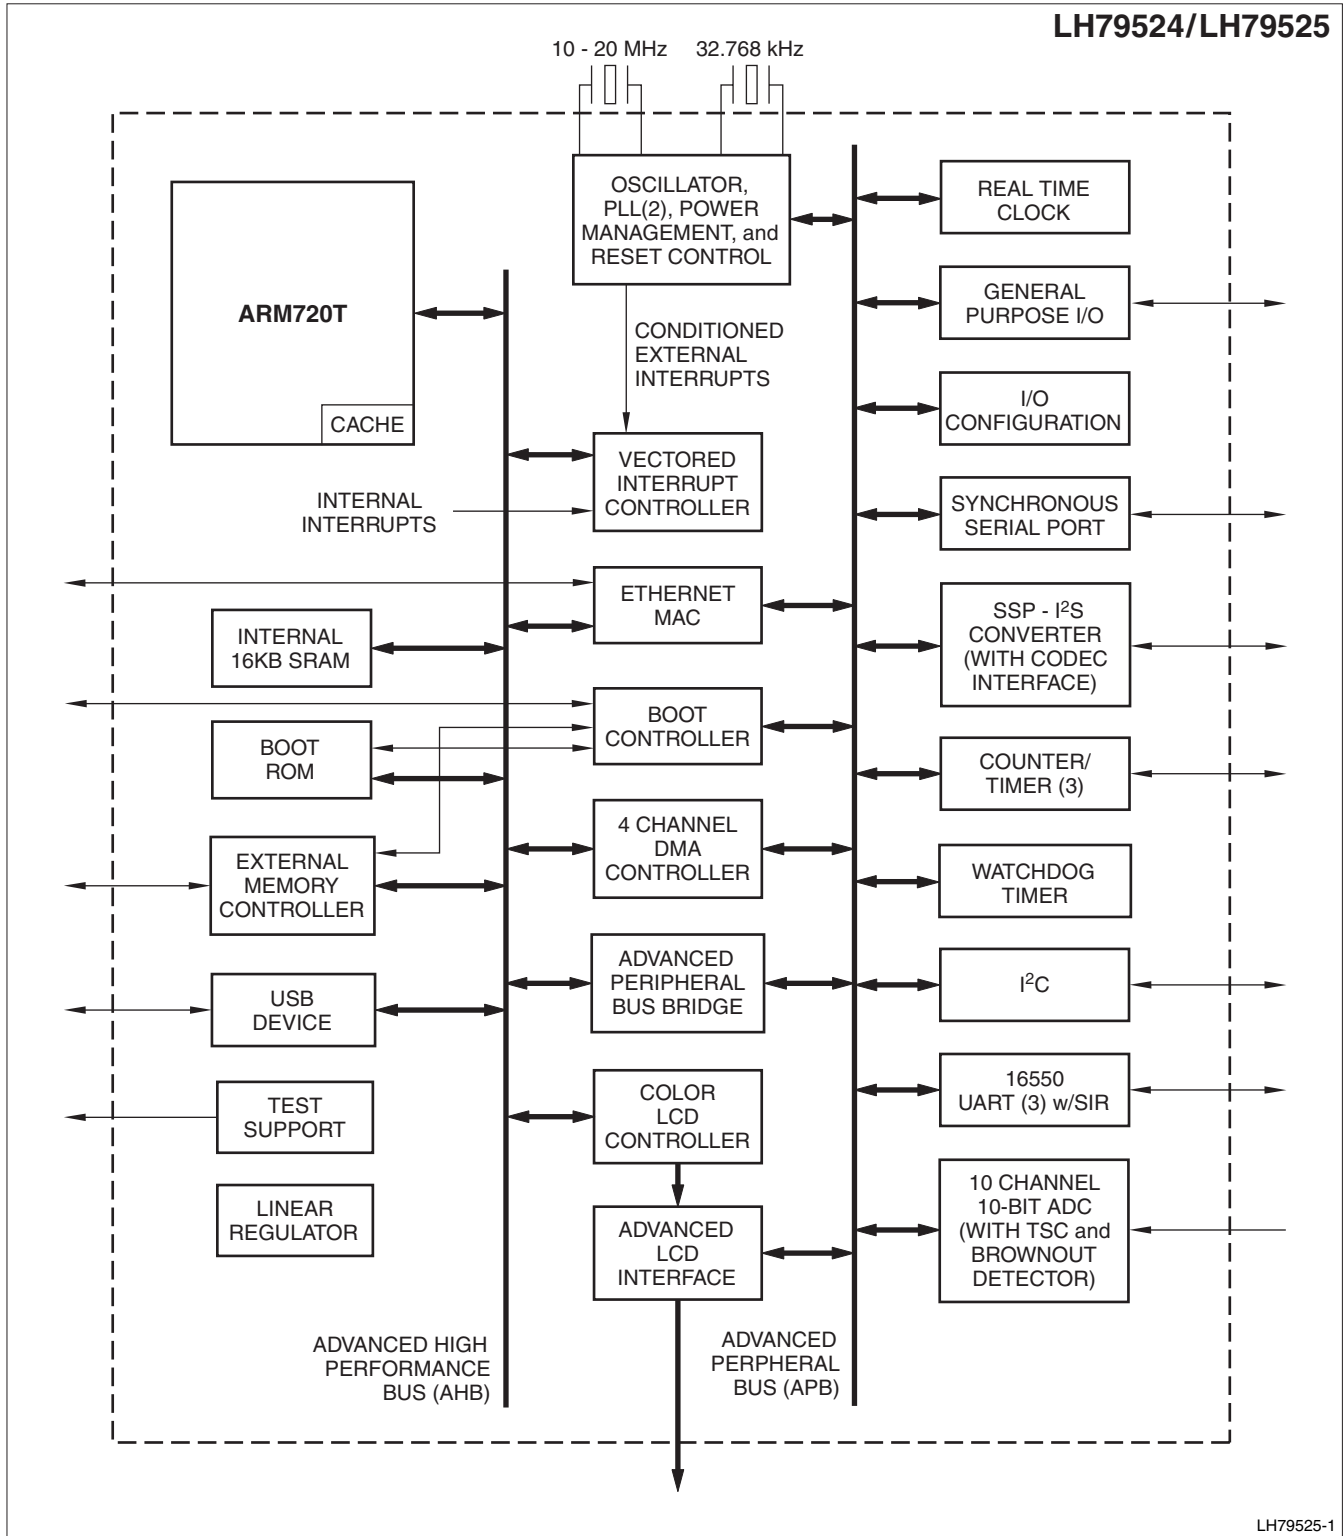 LH79524/LH79525
10 - 20 MHz
32.768 kHz
OSCILLATOR,
PLL(2), POWER
MANAGEMENT, and
RESET CONTROL
ARM720T
CACHE
CONDITIONED
EXTERNAL
INTERRUPTS
VECTORED
INTERRUPT
CONTROLLER
INTERNAL
INTERRUPTS
ETHERNET
MAC
INTERNAL
16KB SRAM
BOOT
CONTROLLER
BOOT
ROM
4 CHANNEL
DMA
CONTROLLER
EXTERNAL
MEMORY
CONTROLLER
ADVANCED
PERIPHERAL
BUS BRIDGE
USB
DEVICE
COLOR
LCD
CONTROLLER
TEST
SUPPORT
LINEAR
REGULATOR
ADVANCED
LCD
INTERFACE
ADVANCED HIGH
PERFORMANCE
BUS (AHB)
ADVANCED
PERPHERAL
BUS (APB)
REAL TIME
CLOCK
GENERAL
PURPOSE I/O
I/O
CONFIGURATION
SYNCHRONOUS
SERIAL PORT
SSP - I²S
CONVERTER
(WITH CODEC
INTERFACE)
COUNTER/
TIMER (3)
WATCHDOG
TIMER
I²C
16550
UART (3) w/SIR
10 CHANNEL
10-BIT ADC
(WITH TSC and
BROWNOUT
DETECTOR)
LH79525-1